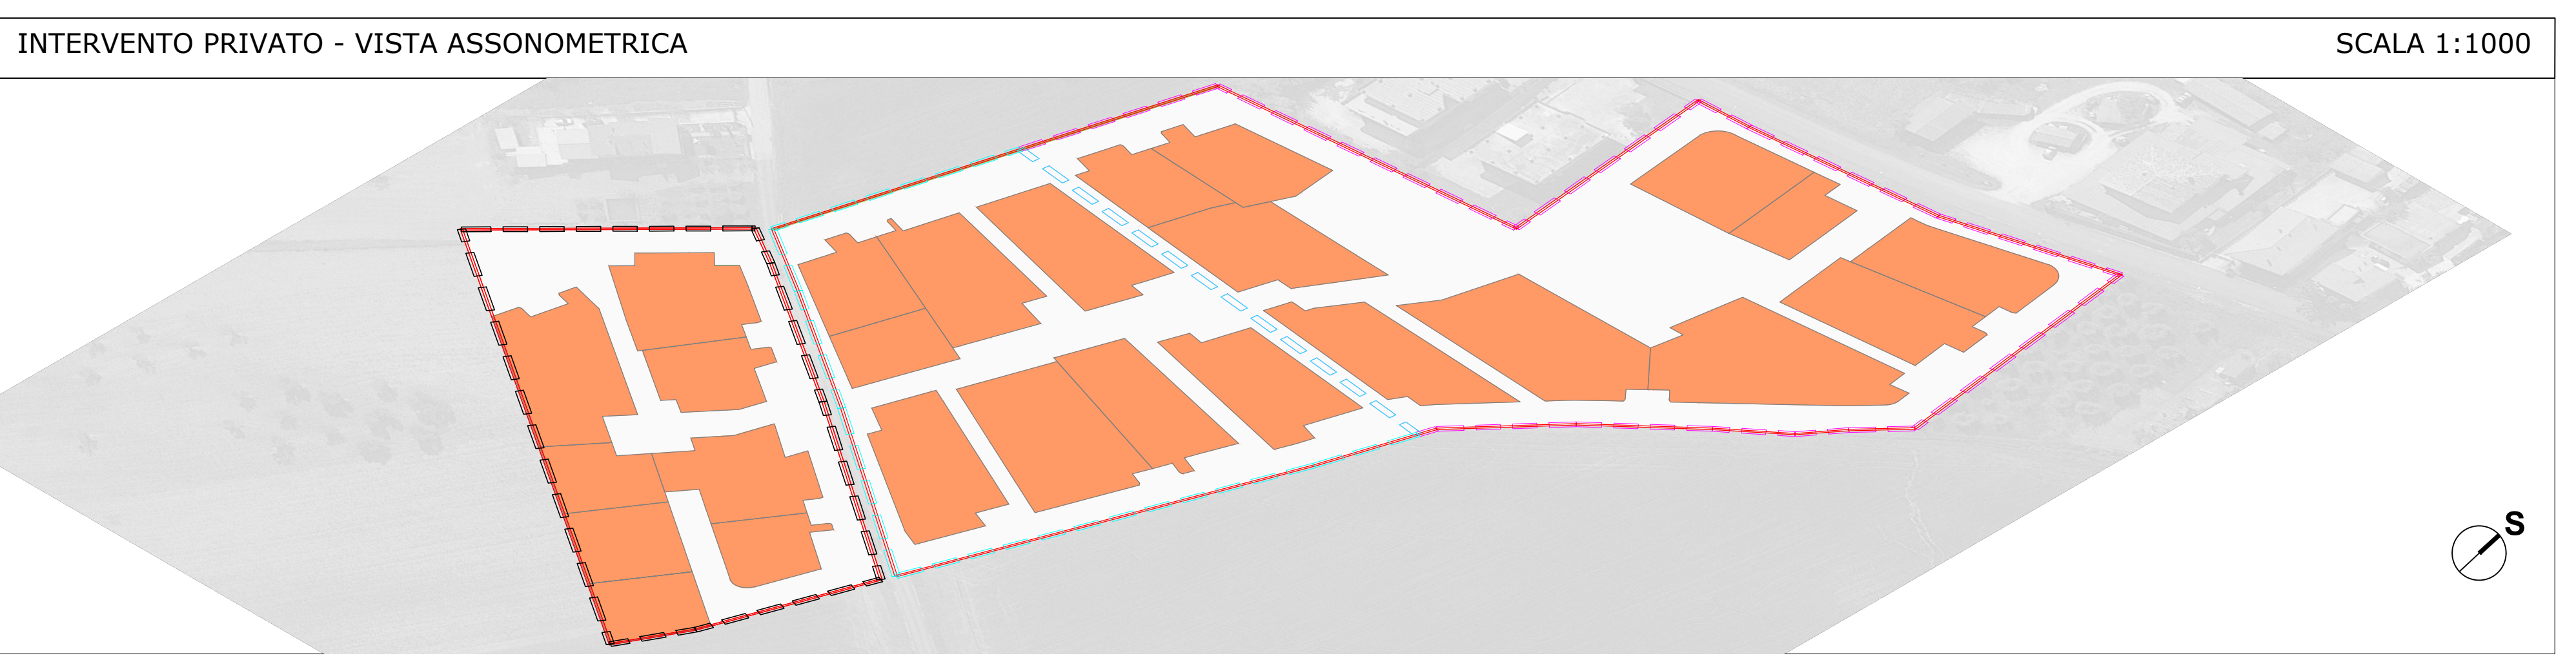 INTERVENTO PRIVATO - VISTA ASSONOMETRICA
SCALA 1:1000
S